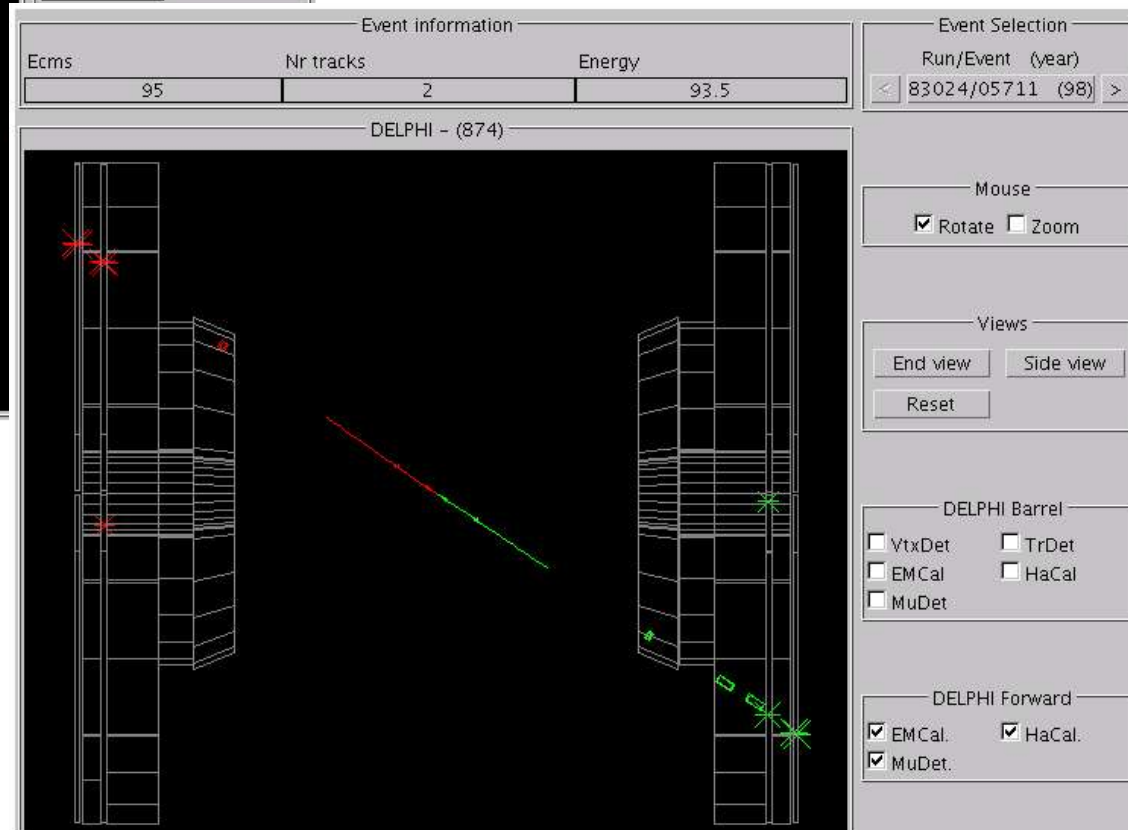 Event information
Ecms Nr tracks Energy
95 2 93.5
Event Selection
Run/Event (year)
< 83024/05711 (98) >
DELPHI - (874)
Mouse
Rotate Zoom
Views
End view Side view
Reset
DELPHI Barrel
VtxDet TrDet
EMCal HaCal
MuDet
DELPHI Forward
EMCal. HaCal.
MuDet.